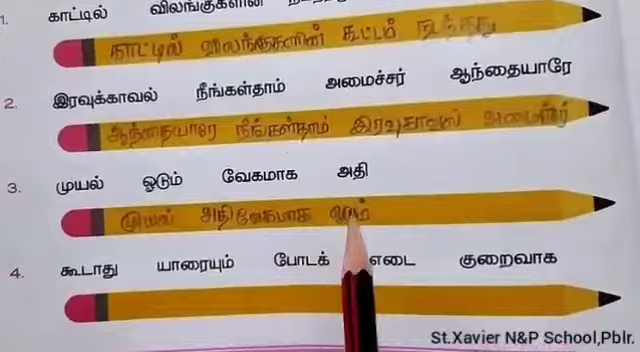 1. காட்டில் விலங்குகளின்
காட்டில் விலங்குகளின் கூட்டம் நடந்தது
2. இரவுக்காவல் நீங்கள்தாம் அமைச்சர் ஆந்தையாரே
ஆந்தையாரே நீங்கள்தாம் இரவுகாவல் அமைச்சர்
3. முயல் ஓடும் வேகமாக அதி
முயல் அதிவேகமாக ஓடும்
4. கூடாது யாரையும் போடக் எடை குறைவாக
St.Xavier N&P School,Pblr.